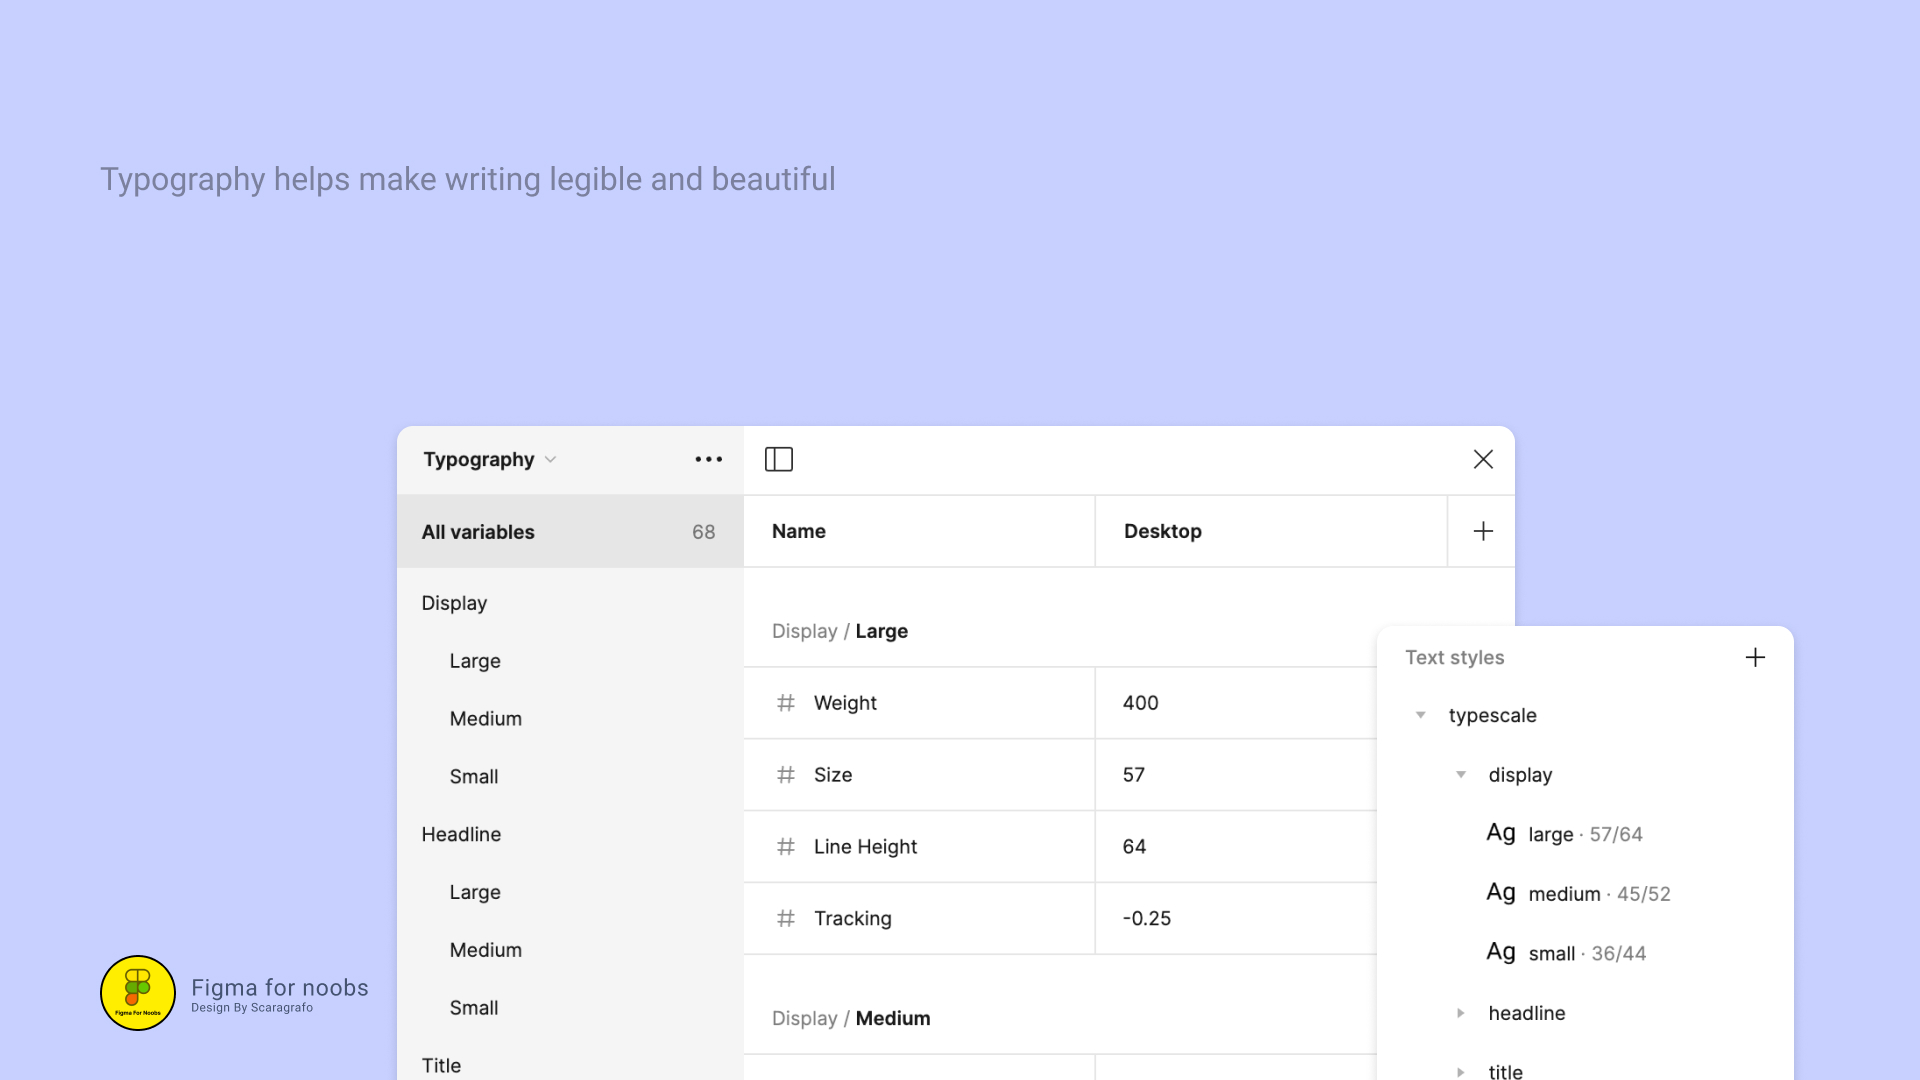 Typography helps make writing legible and beautiful
Typography
All variables 68
Display
Large
Medium
Small
Headline
Large
Medium
Small
Title
Name Desktop
Display / Large
Weight 400
Size 57
Line Height 64
Tracking -0.25
Display / Medium
Text styles
typescale
display
Ag large · 57/64
Ag medium · 45/52
Ag small · 36/44
headline
title
Figma For Noobs
Figma for noobs
Design By Scaragrafo